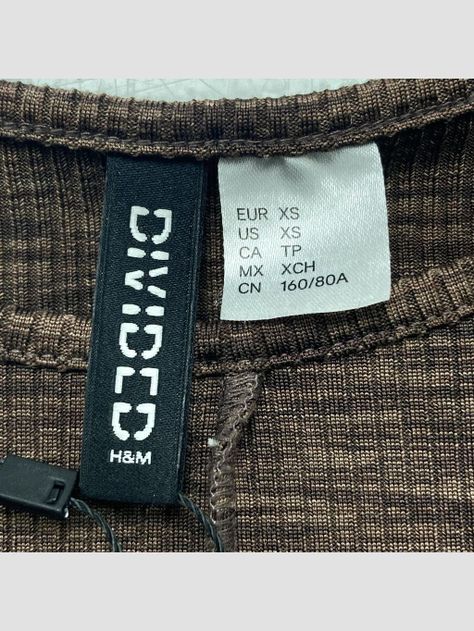 DIVIDED
H&M
EUR XS
US XS
CA TP
MX XCH
CN 160/80A